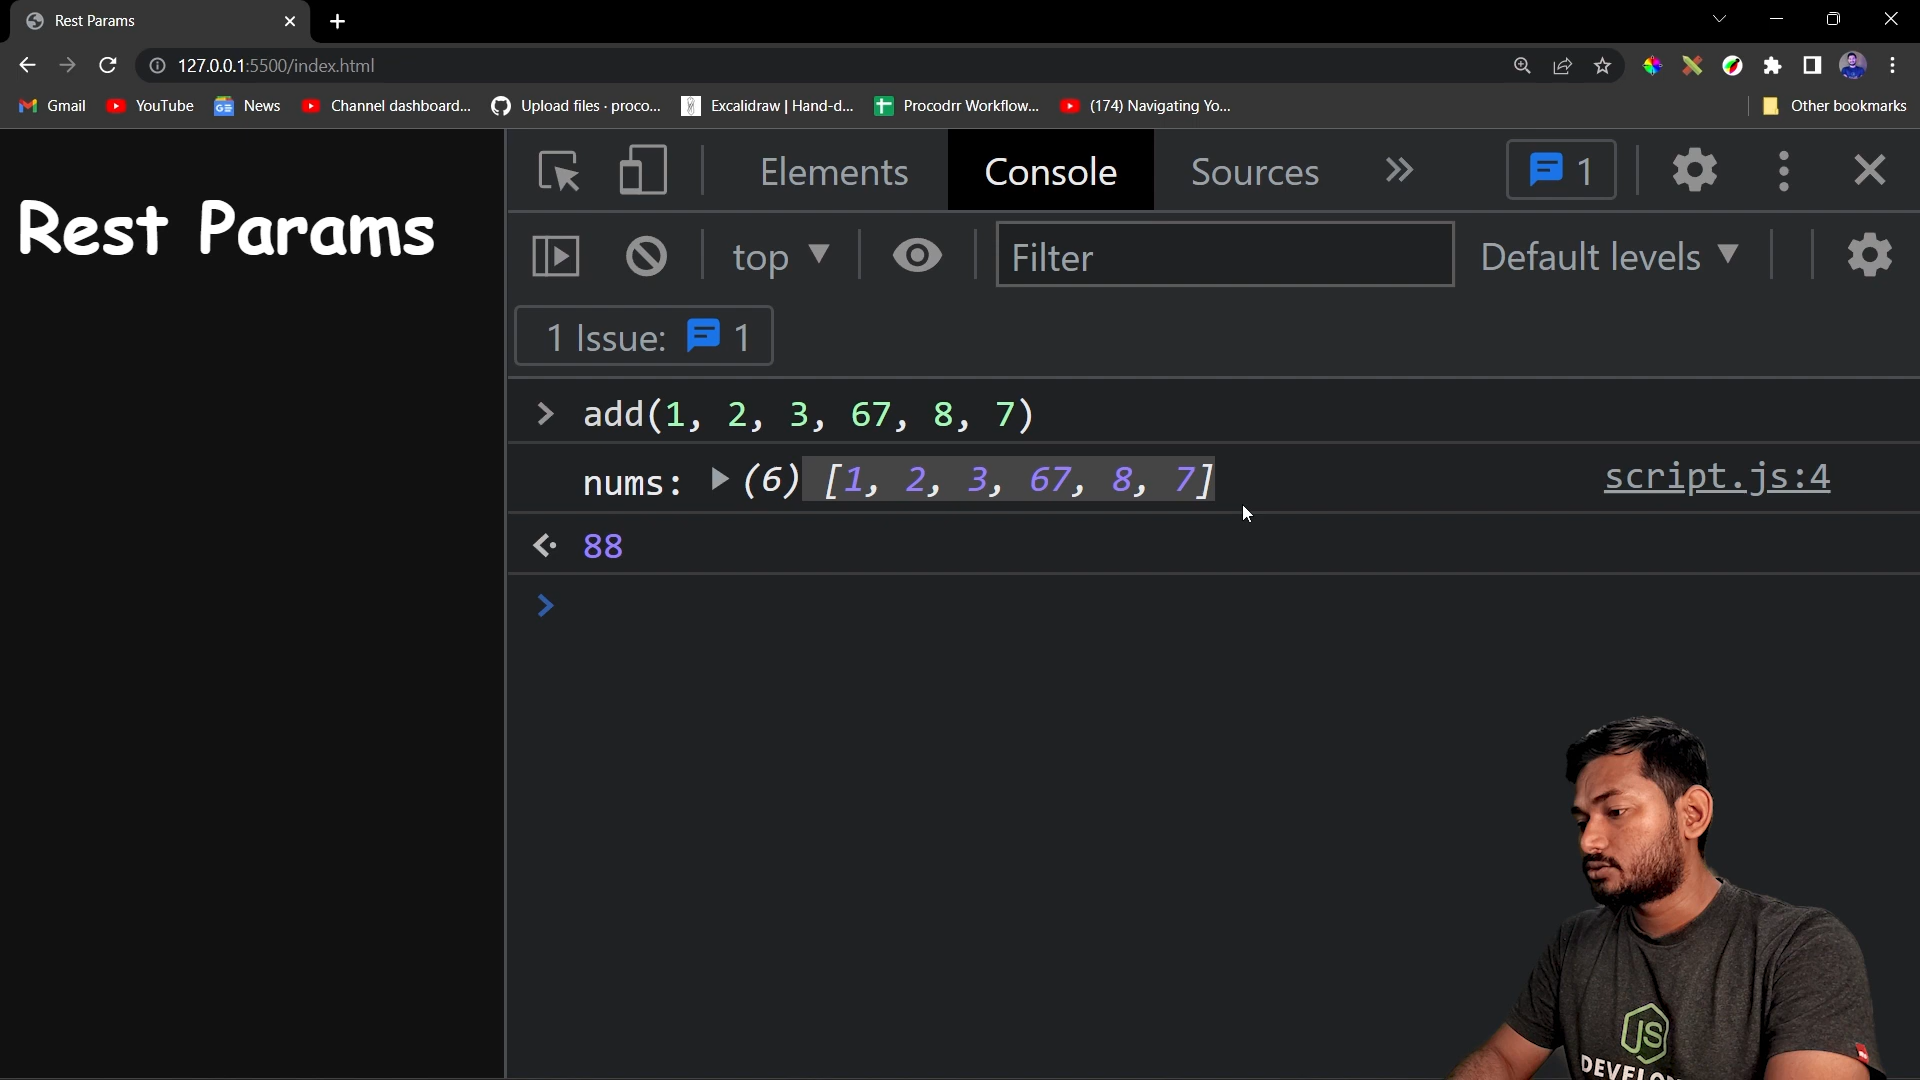 Rest Params
127.0.0.1:5500/index.html
Gmail YouTube News Channel dashboard... Upload files · proco... Excalidraw | Hand-d... Procodrr Workflow... (174) Navigating Yo... Other bookmarks
Rest Params
Elements Console Sources 1
top Filter Default levels
1 Issue: 1
add(1, 2, 3, 67, 8, 7)
nums: (6) [1, 2, 3, 67, 8, 7] script.js:4
88
JS